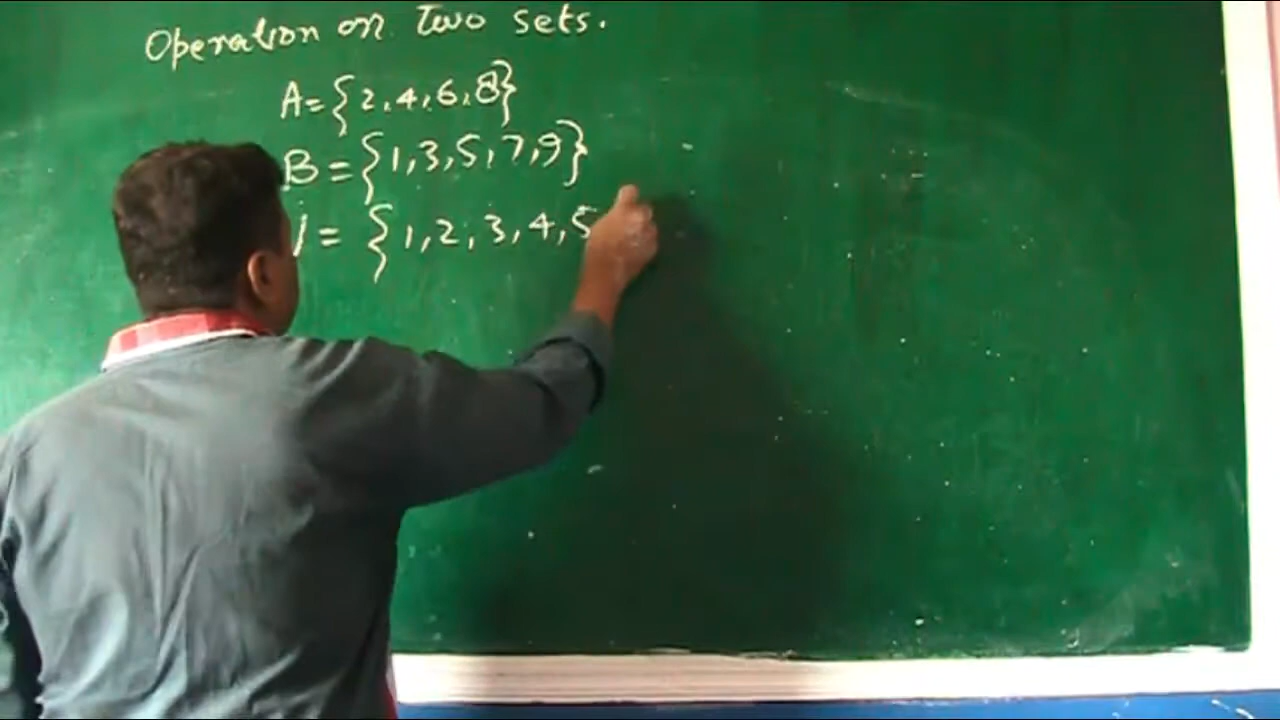 Operation on Two sets.
A={2,4,6,8}
B={1,3,5,7,9}
= {1,2,3,4,5